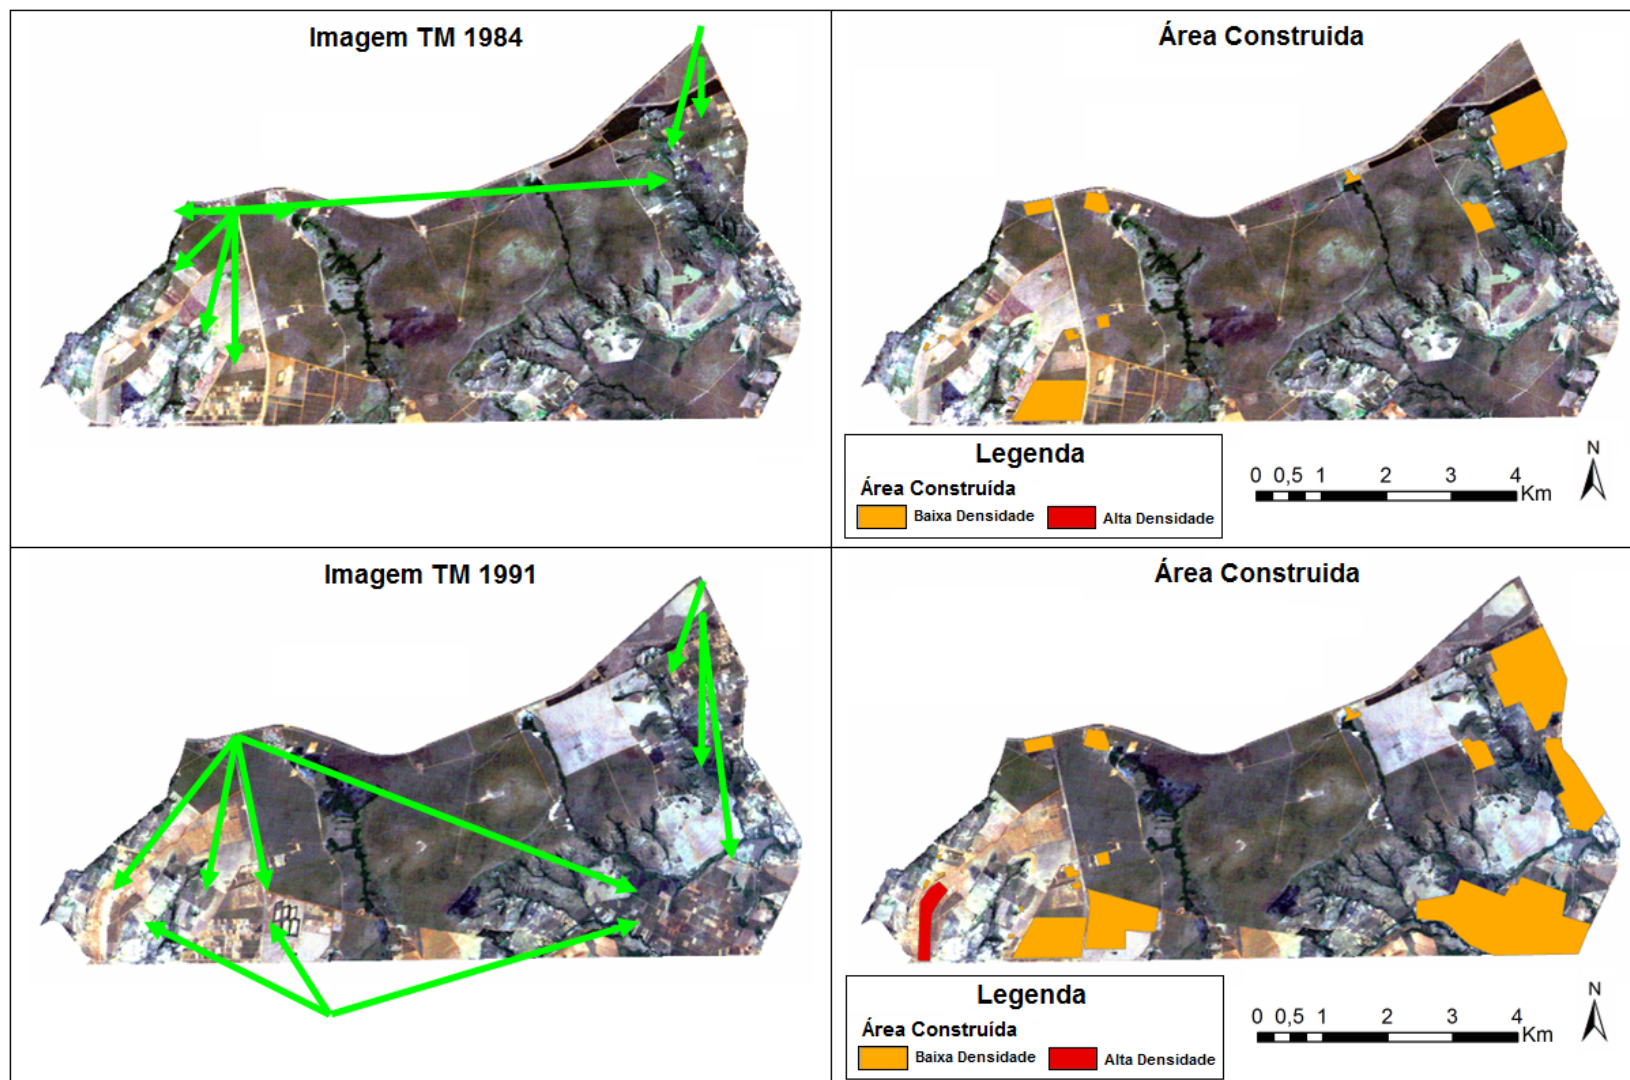 Imagem TM 1984
Área Construida
Legenda
Área Construída
Baixa Densidade
Alta Densidade
0 0,5 1 2 3 4
Km
N
Imagem TM 1991
Área Construida
Legenda
Área Construída
Baixa Densidade
Alta Densidade
0 0,5 1 2 3 4
Km
N